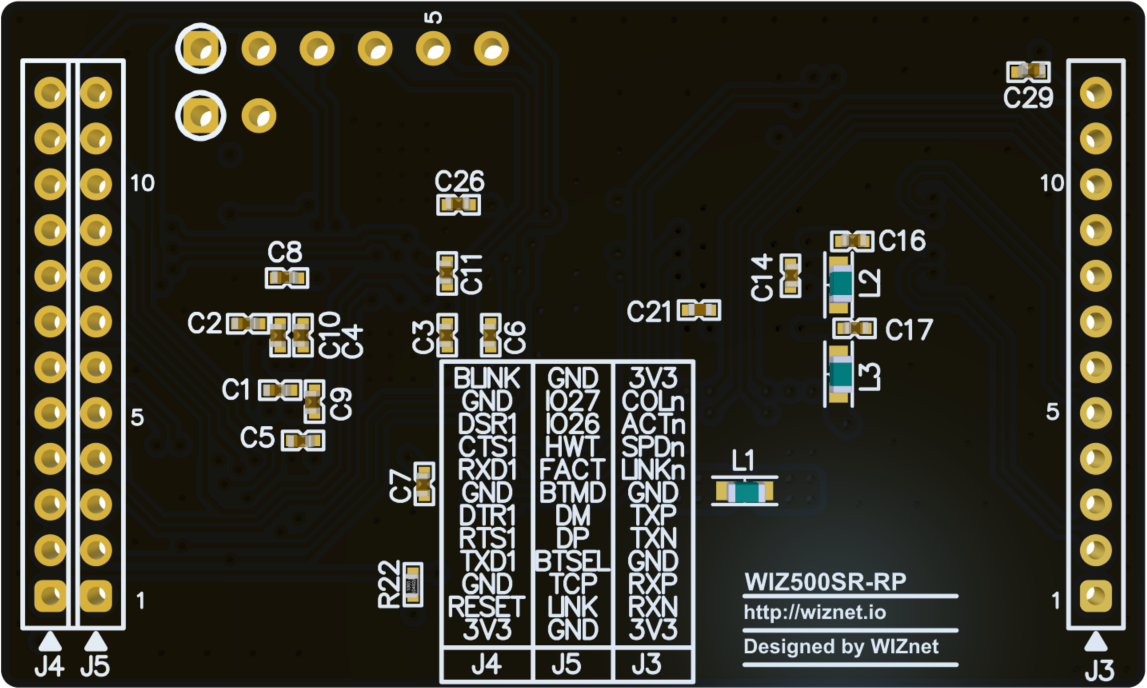 5
C29
10
10
C26
C8
C11
C16
C14
L2
C21
C17
C2
C10
C4
C3
C6
L3
C1
C9
5
5
C5
C7
L1
R22
BLINK GND 3V3
GND IO27 COLn
DSR1 IO26 ACTn
CTS1 HWT SPDn
RXD1 FACT LINKn
GND BTMD GND
DTR1 DM TXP
RTS1 DP TXN
TXD1 BTSEL GND
GND TCP RXP
RESET LINK RXN
3V3 GND 3V3
J4 J5 J3
WIZ500SR-RP
http://wiznet.io
Designed by WIZnet
1
1
J4
J5
J3